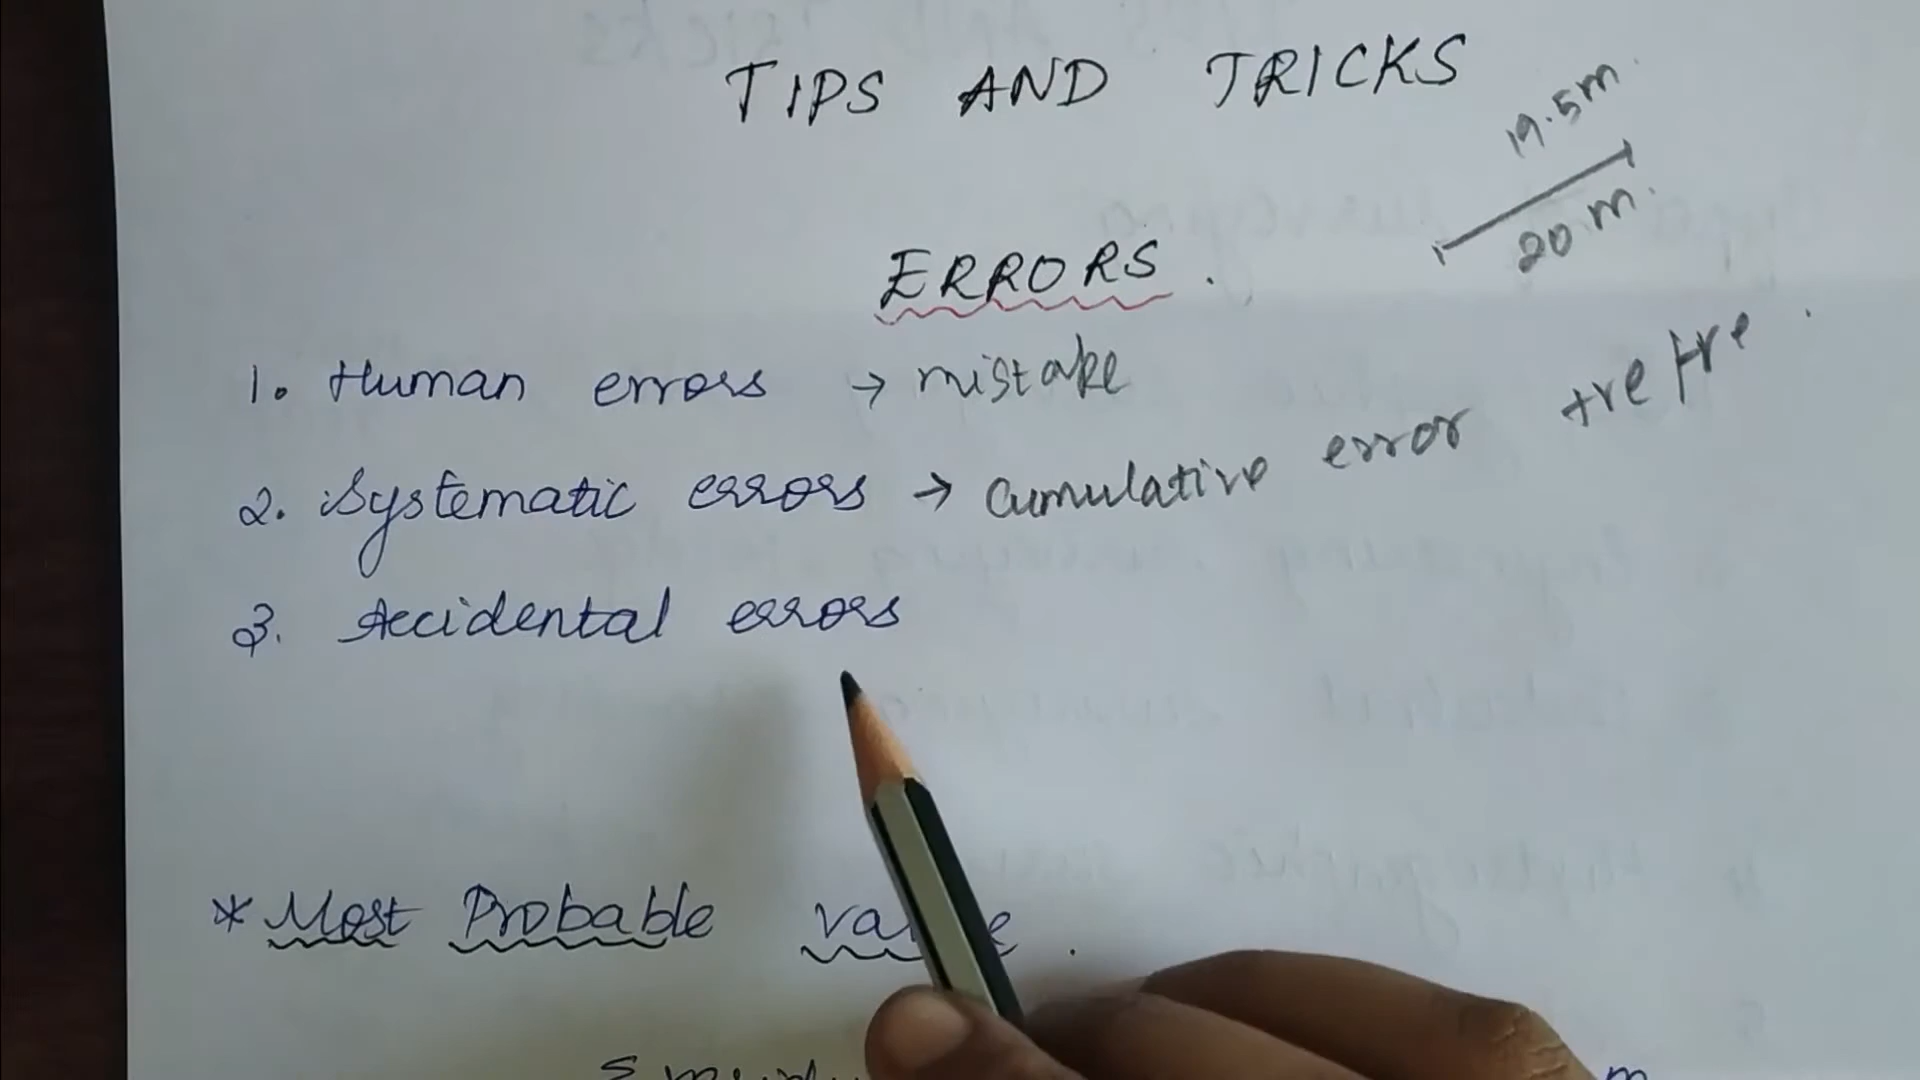 TIPS AND TRICKS
19.5m
20 m.
ERRORS.
1. Human errors → mistake
2. Systematic errors → cumulative error +ve
3. Accidental errors
* Most Probable